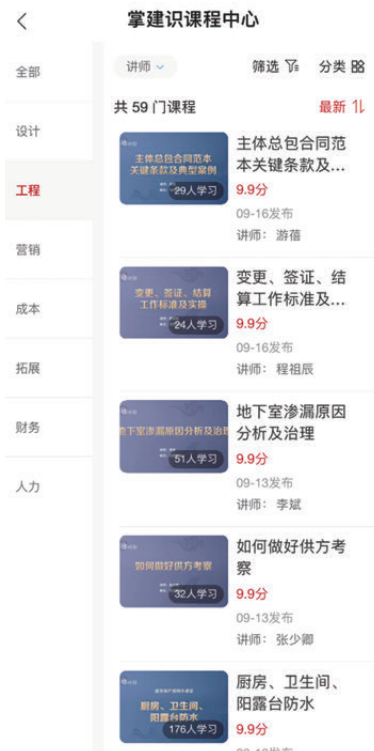 掌建识课程中心
全部
设计
工程
营销
成本
拓展
财务
人力
讲师
筛选
分类
共 59 门课程
最新
主体总包合同范本
关键条款及典型案例
29人学习
主体总包合同范
本关键条款及...
9.9分
09-16发布
讲师： 游蓓
变更、签证、结算
工作标准及实操
24人学习
变更、签证、结
算工作标准及...
9.9分
09-16发布
讲师： 程祖辰
地下室渗漏原因分析及治理
51人学习
地下室渗漏原因
分析及治理
9.9分
09-13发布
讲师： 李斌
如何做好供方考察
32人学习
如何做好供方考
察
9.9分
09-13发布
讲师： 张少卿
厨房、卫生间、
阳露台防水
176人学习
厨房、卫生间、
阳露台防水
9.9分